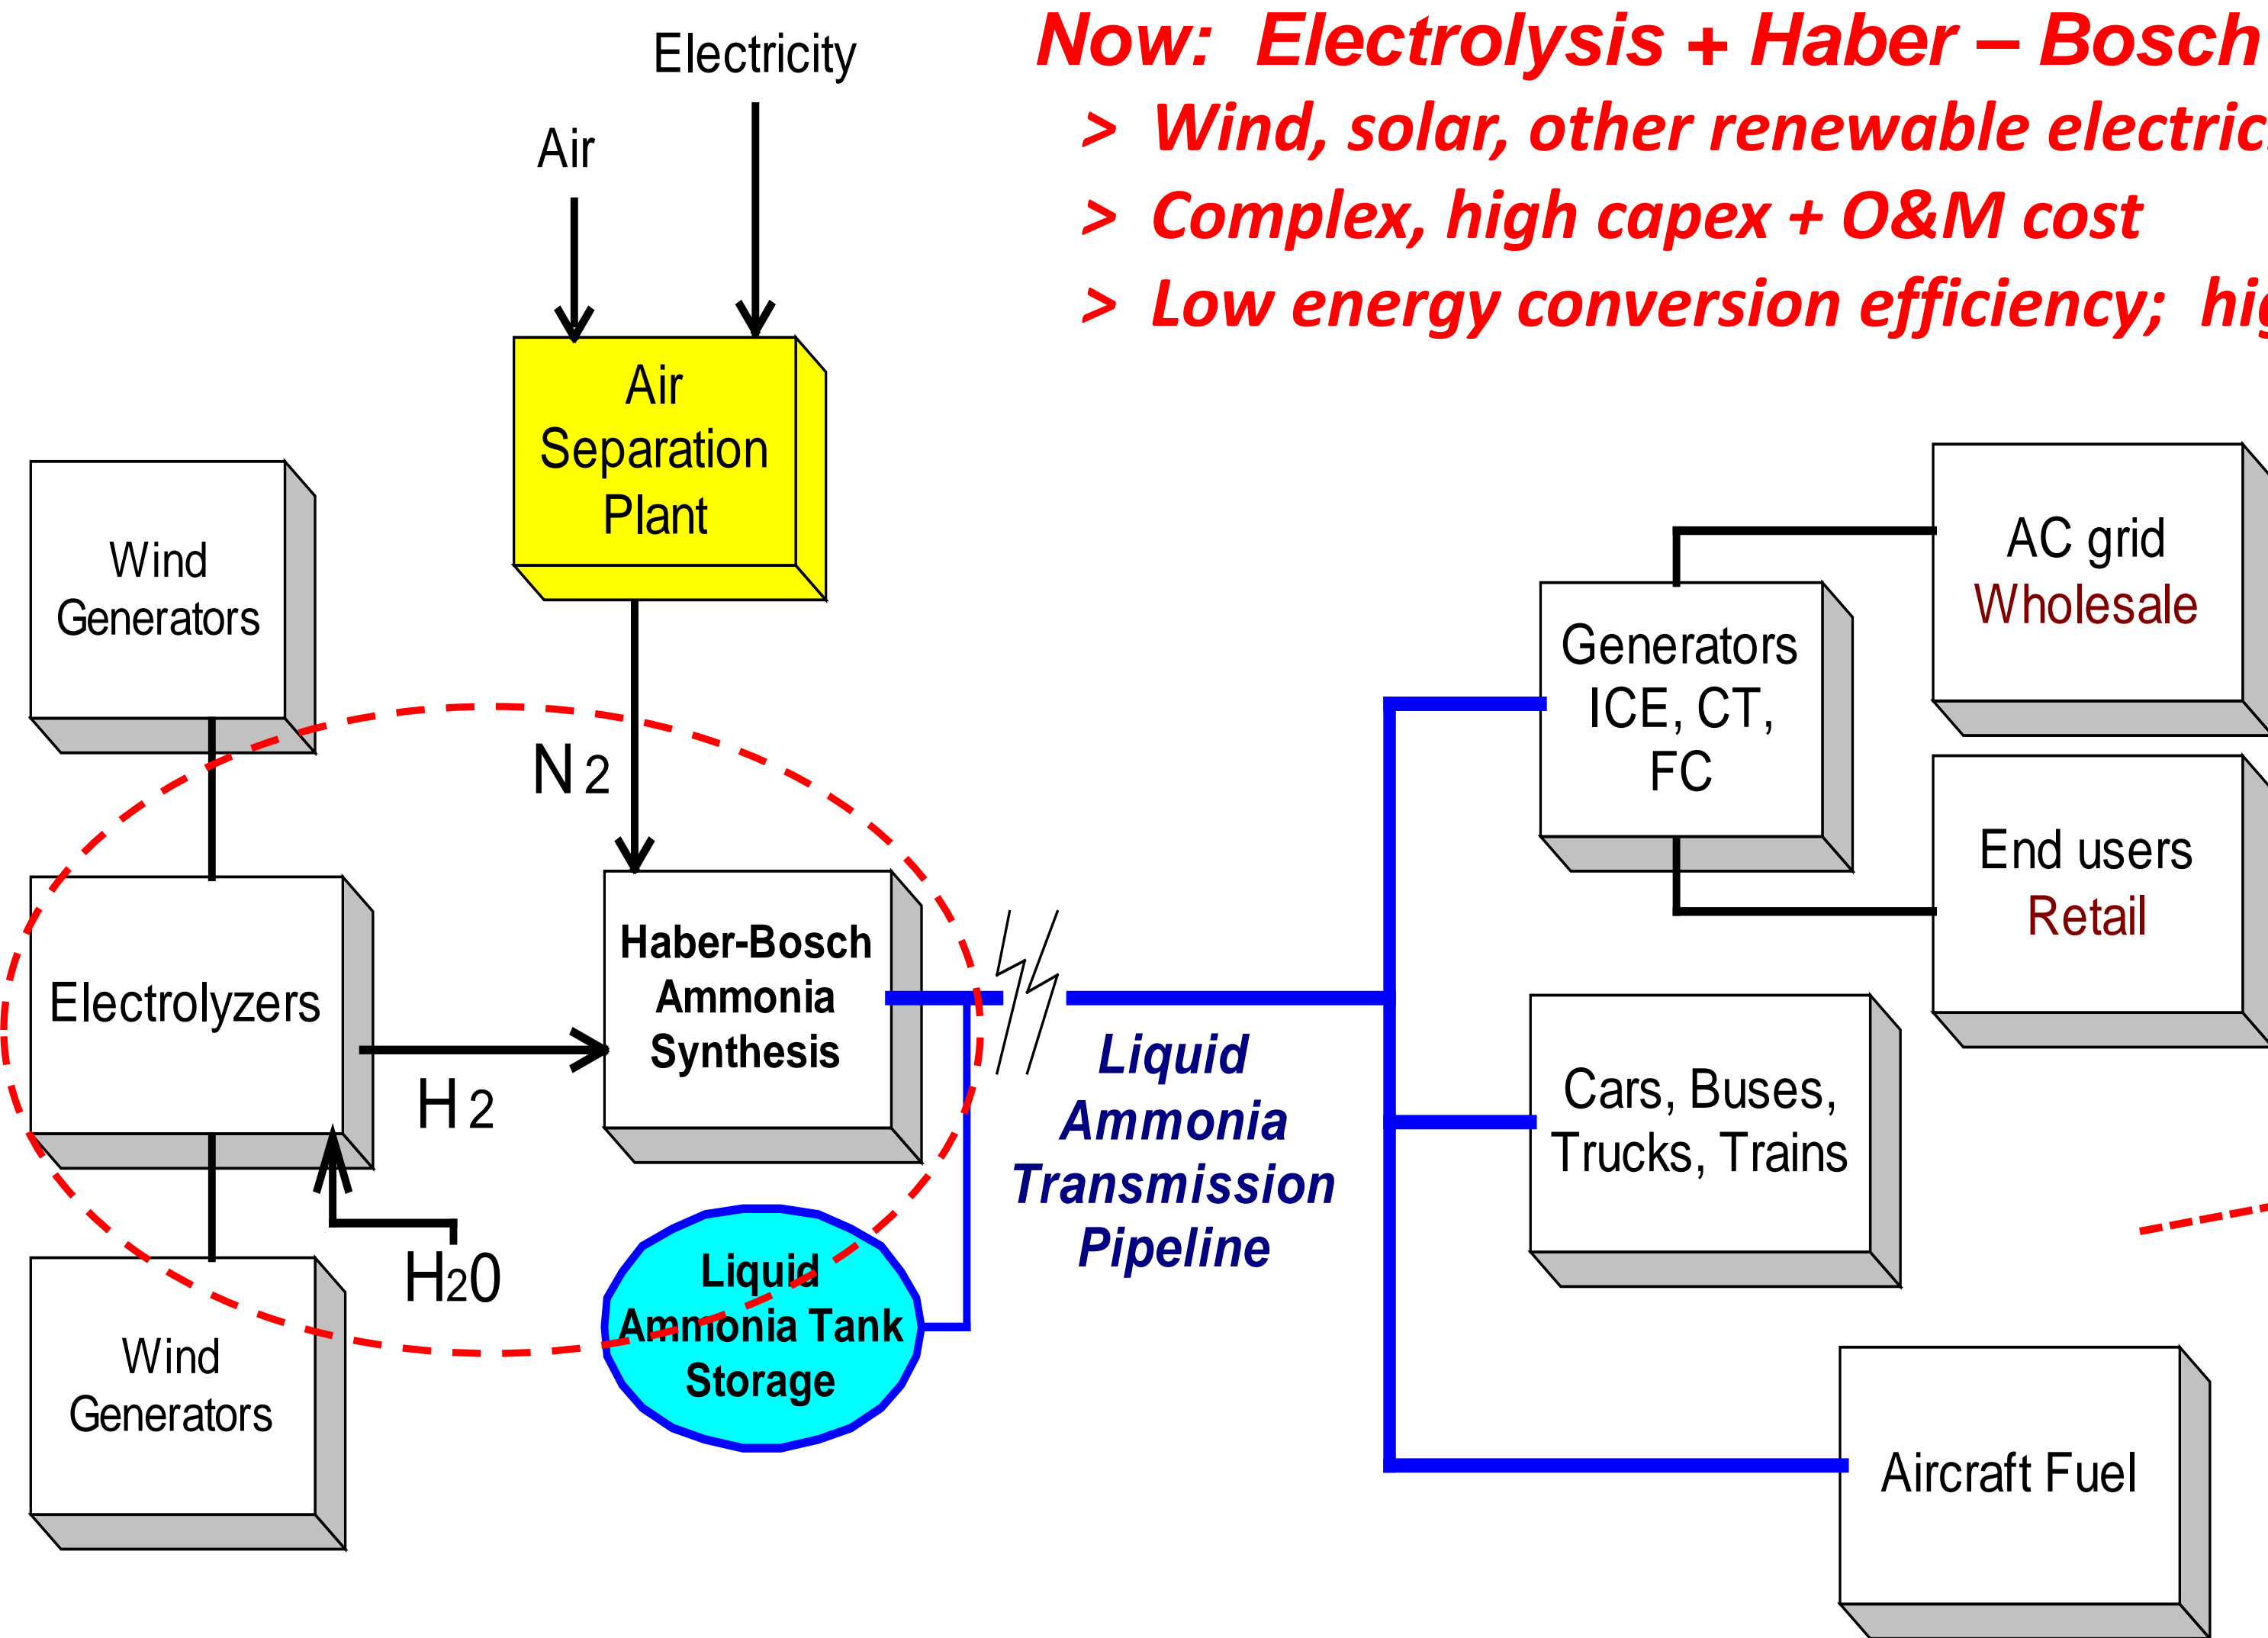 Now: Electrolysis + Haber – Bosch
> Wind, solar, other renewable electric
> Complex, high capex + O&M cost
> Low energy conversion efficiency; hig
Electricity
Air
Air
Separation
Plant
Wind
Generators
N2
Electrolyzers
H2
H20
Wind
Generators
Haber-Bosch
Ammonia
Synthesis
Liquid
Ammonia Tank
Storage
Liquid
Ammonia
Transmission
Pipeline
Generators
ICE, CT,
FC
AC grid
Wholesale
End users
Retail
Cars, Buses,
Trucks, Trains
Aircraft Fuel